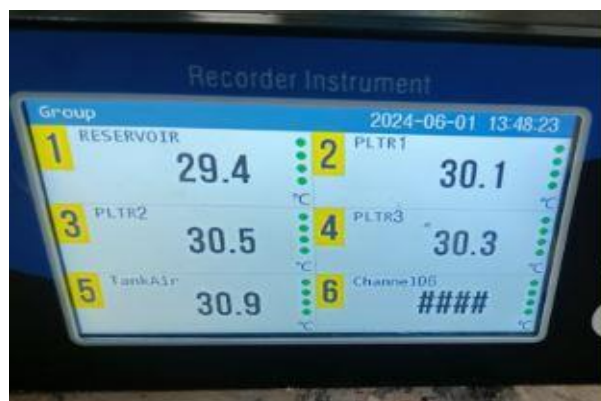 Recorder Instrument
Group 2024-06-01 13:48:23
1 RESERVOIR 29.4 °C
2 PLTR1 30.1 °C
3 PLTR2 30.5 °C
4 PLTR3 30.3 °C
5 TankAir 30.9 °C
6 Channel06 #### °C